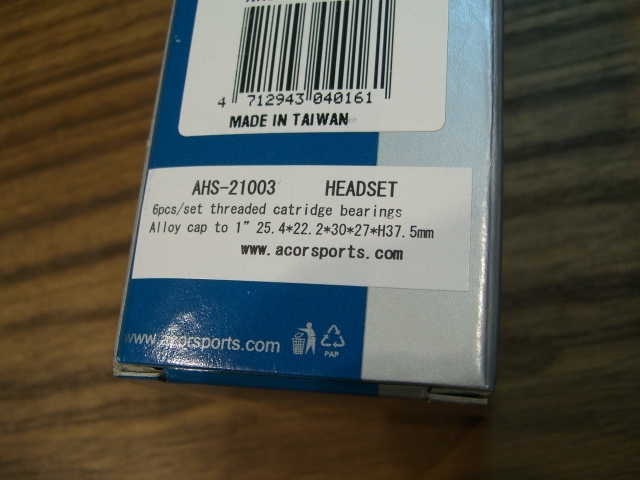 4 712943 040161
MADE IN TAIWAN
AHS-21003 HEADSET
6pcs/set threaded catridge bearings
Alloy cap to 1” 25.4*22.2*30*27*H37.5mm
www.acorsports.com
www.acorsports.com
PAP